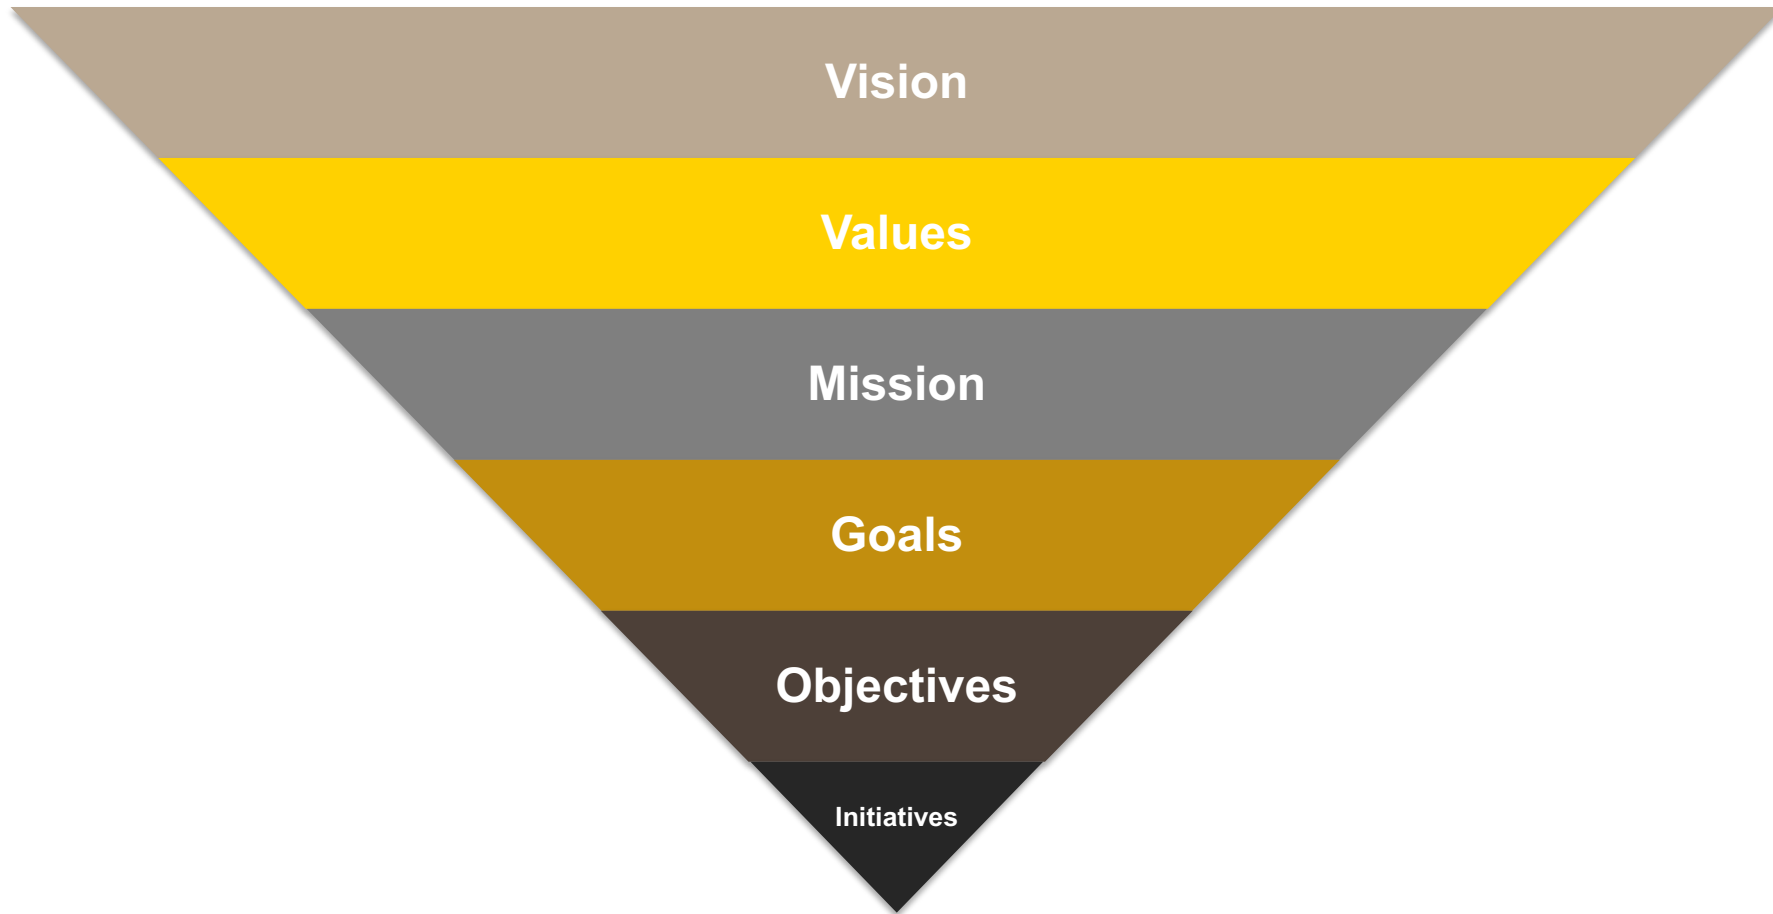 Vision
Values
Mission
Goals
Objectives
Initiatives